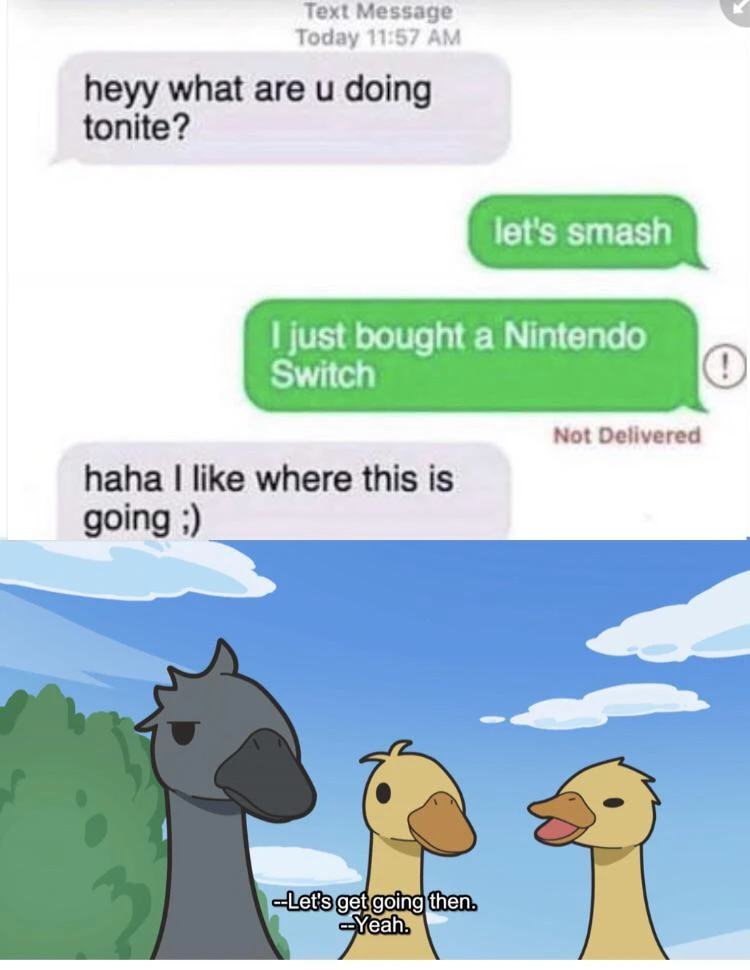 Text Message
Today 11:57 AM
heyy what are u doing
tonite?
let's smash
I just bought a Nintendo
Switch
!
Not Delivered
haha I like where this is
going ;)
--Let's get going then.
--Yeah.